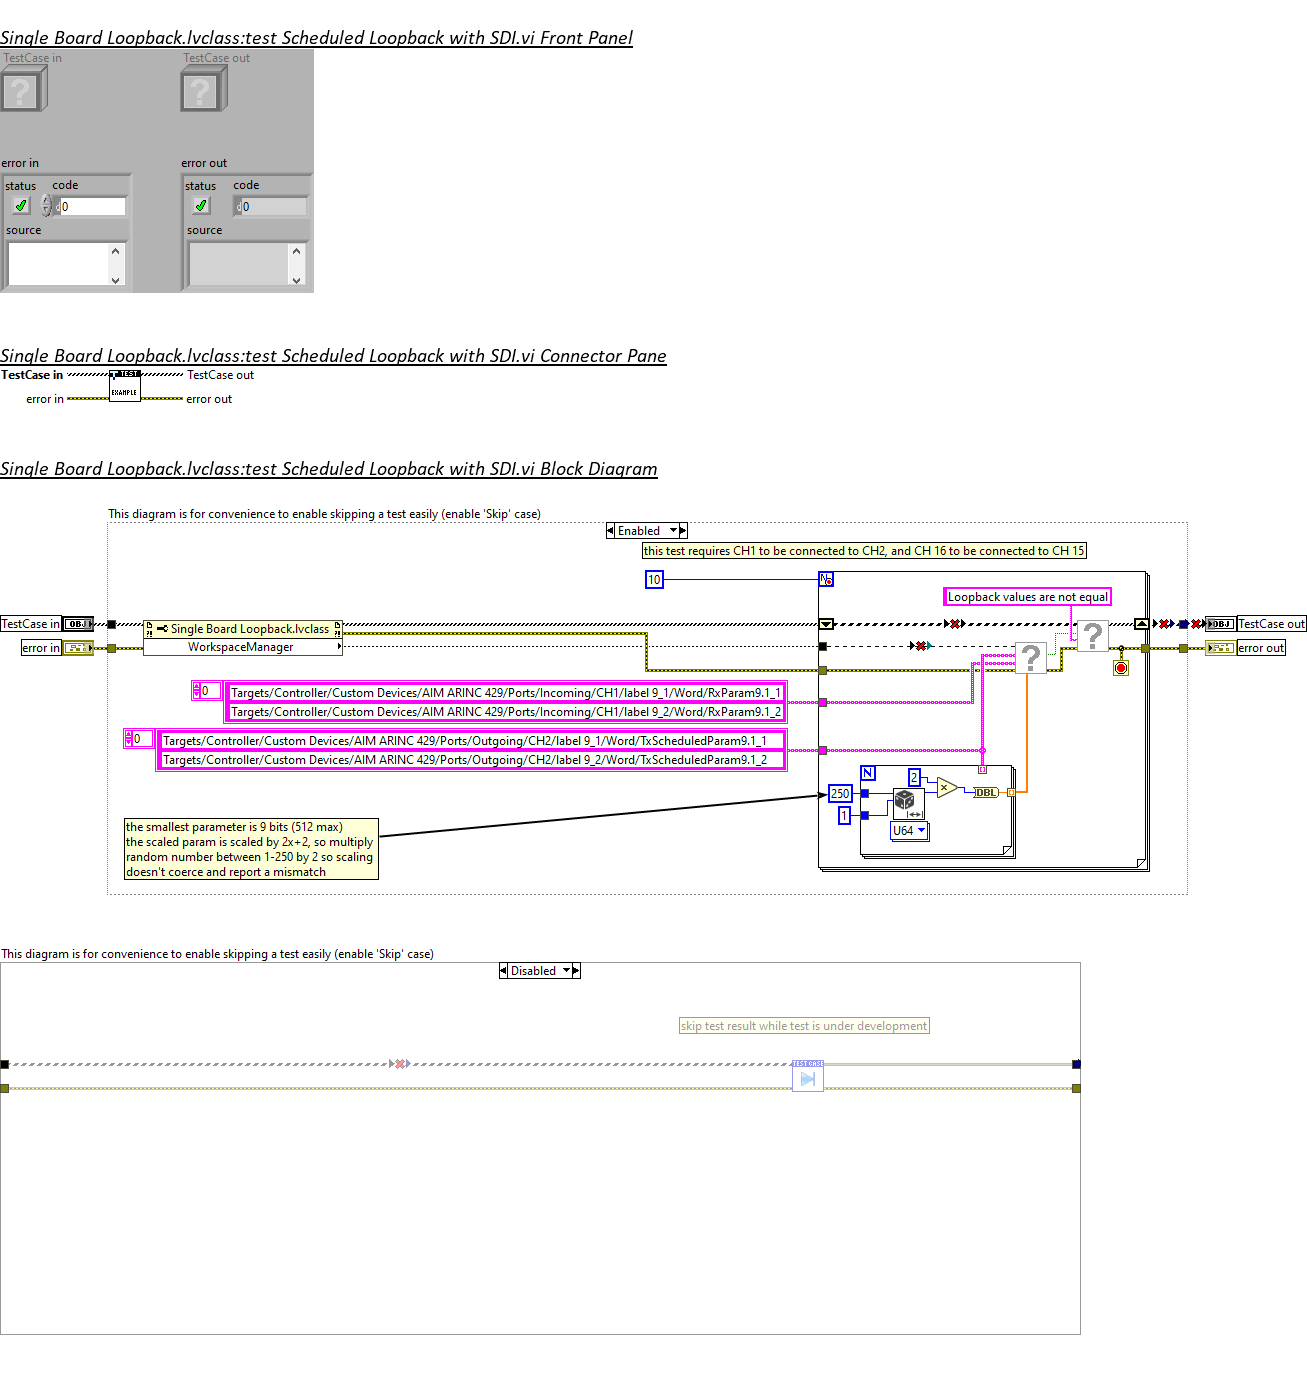 Single Board Loopback.lvclass:test Scheduled Loopback with SDI.vi Front Panel
TestCase in
TestCase out
?
?
error in
error out
status
code
status
code
d
0
d
0
source
source
Single Board Loopback.lvclass:test Scheduled Loopback with SDI.vi Connector Pane
TestCase in
TestCase out
TEST
EXAMPLE
error in
error out
Single Board Loopback.lvclass:test Scheduled Loopback with SDI.vi Block Diagram
This diagram is for convenience to enable skipping a test easily (enable 'Skip' case)
Enabled
this test requires CH1 to be connected to CH2, and CH 16 to be connected to CH 15
10
N
Loopback values are not equal
TestCase in
OBJ
Single Board Loopback.lvclass
?
OBJ
TestCase out
error in
WorkspaceManager
?
error out
0
Targets/Controller/Custom Devices/AIM ARINC 429/Ports/Incoming/CH1/label 9_1/Word/RxParam9.1_1
Targets/Controller/Custom Devices/AIM ARINC 429/Ports/Incoming/CH1/label 9_2/Word/RxParam9.1_2
0
Targets/Controller/Custom Devices/AIM ARINC 429/Ports/Outgoing/CH2/label 9_1/Word/TxScheduledParam9.1_1
Targets/Controller/Custom Devices/AIM ARINC 429/Ports/Outgoing/CH2/label 9_2/Word/TxScheduledParam9.1_2
N
2
250
x
DBL
1
U64
the smallest parameter is 9 bits (512 max)
the scaled param is scaled by 2x+2, so multiply
random number between 1-250 by 2 so scaling
doesn't coerce and report a mismatch
This diagram is for convenience to enable skipping a test easily (enable 'Skip' case)
Disabled
skip test result while test is under development
TEST CASE